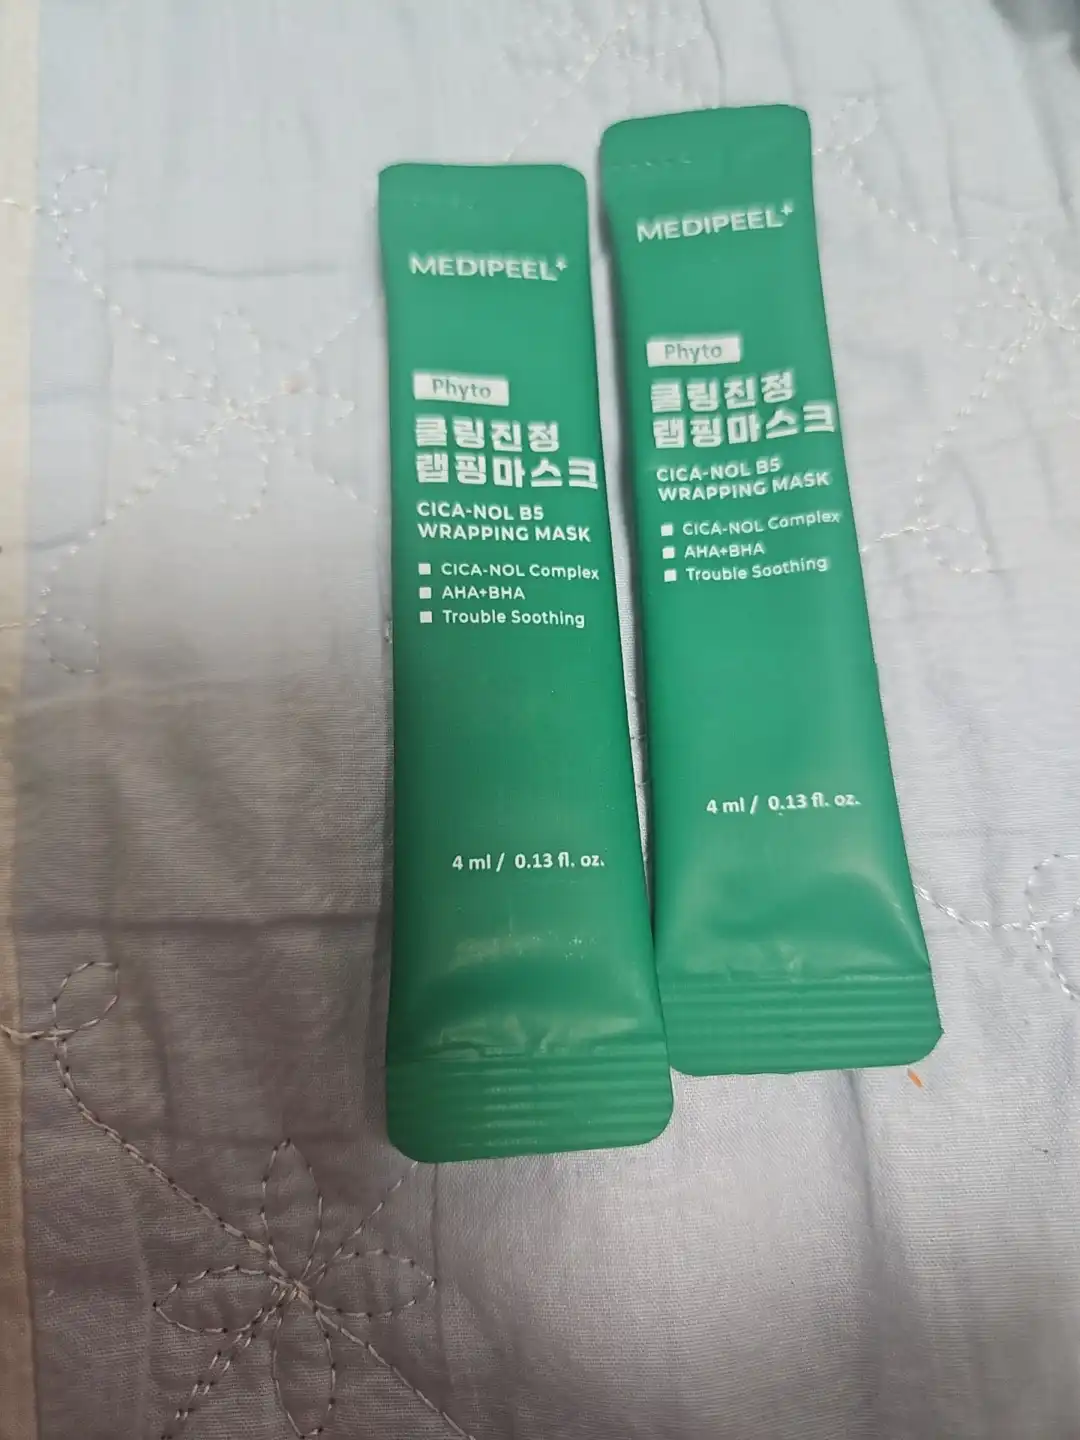 MEDIPEEL+
Phyto
쿨링진정
랩핑마스크
CICA-NOL B5
WRAPPING MASK
CICA-NOL Complex
AHA+BHA
Trouble Soothing
4 ml / 0.13 fl. oz.
MEDIPEEL+
Phyto
쿨링진정
랩핑마스크
CICA-NOL B5
WRAPPING MASK
CICA-NOL Complex
AHA+BHA
Trouble Soothing
4 ml / 0.13 fl. oz.